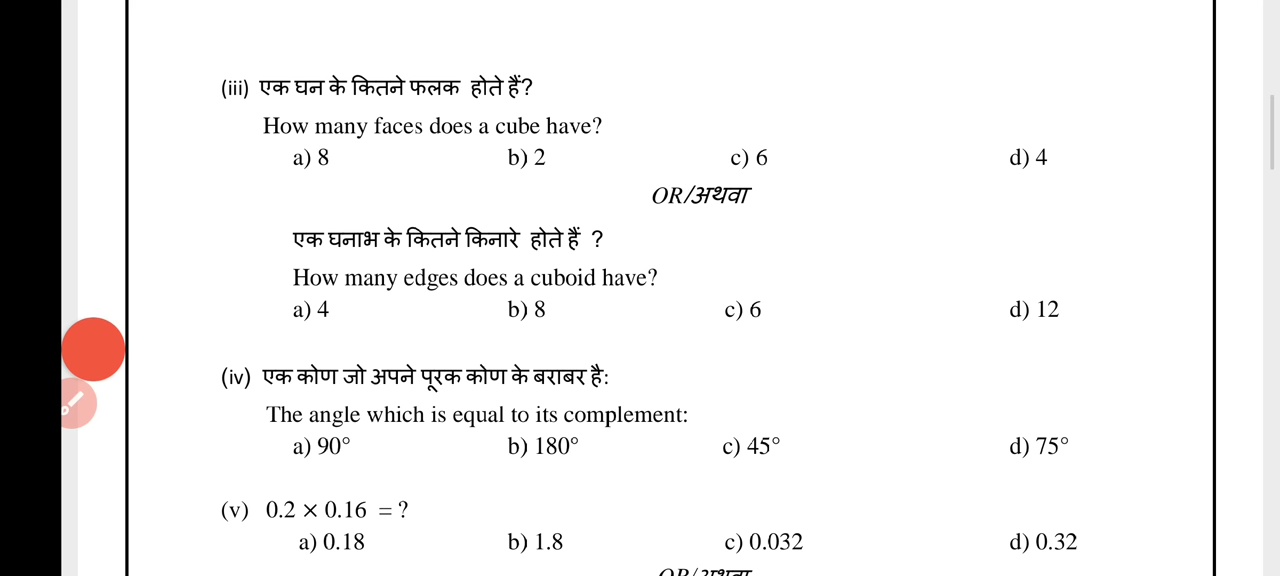 (iii) एक घन के कितने फलक होते हैं?
How many faces does a cube have?
a) 8 b) 2 c) 6 d) 4
OR/अथवा
एक घनाभ के कितने किनारे होते हैं ?
How many edges does a cuboid have?
a) 4 b) 8 c) 6 d) 12
(iv) एक कोण जो अपने पूरक कोण के बराबर है:
The angle which is equal to its complement:
a) 90° b) 180° c) 45° d) 75°
(v) 0.2 × 0.16 = ?
a) 0.18 b) 1.8 c) 0.032 d) 0.32
OR/अथवा